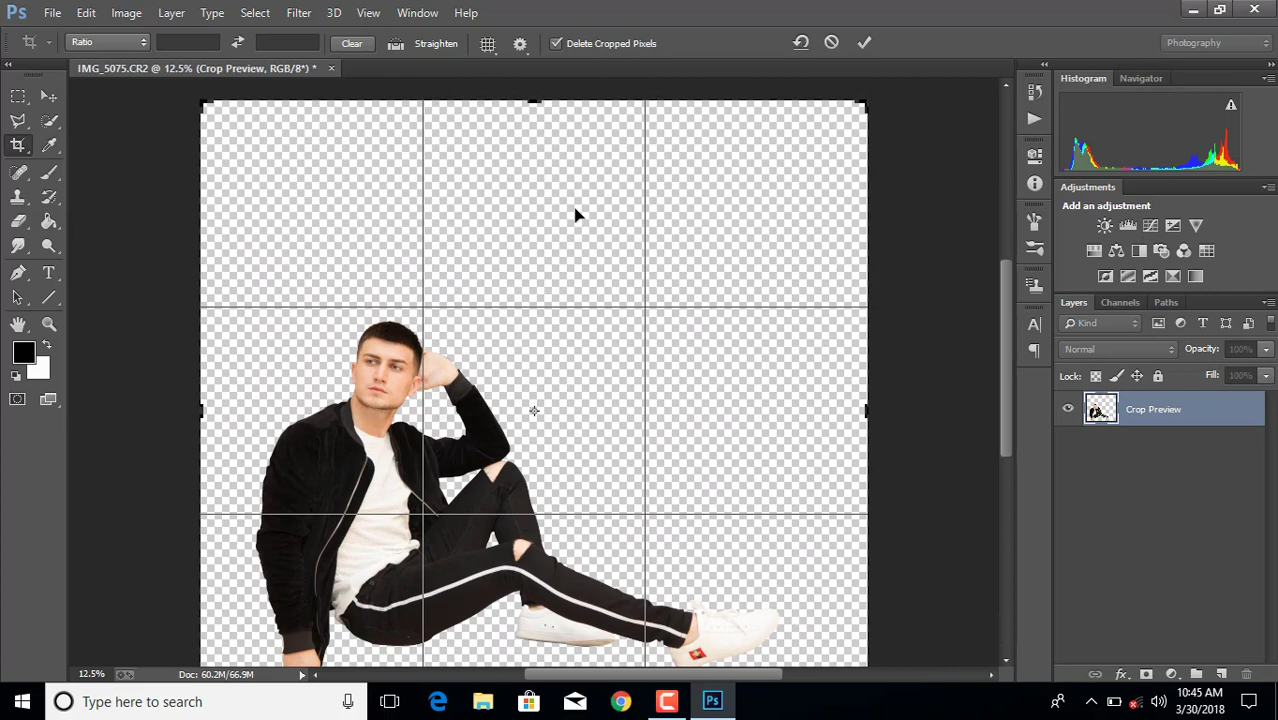 Ps File Edit Image Layer Type Select Filter 3D View Window Help
Ratio Clear Straighten Delete Cropped Pixels Photography
IMG_5075.CR2 @ 12.5% (Crop Preview, RGB/8*) * ×
Histogram Navigator
Adjustments
Add an adjustment
Layers Channels Paths
Kind
Normal Opacity: 100%
Lock: Fill: 100%
Crop Preview
12.5% Doc: 60.2M/66.9M
Type here to search
10:45 AM
3/30/2018